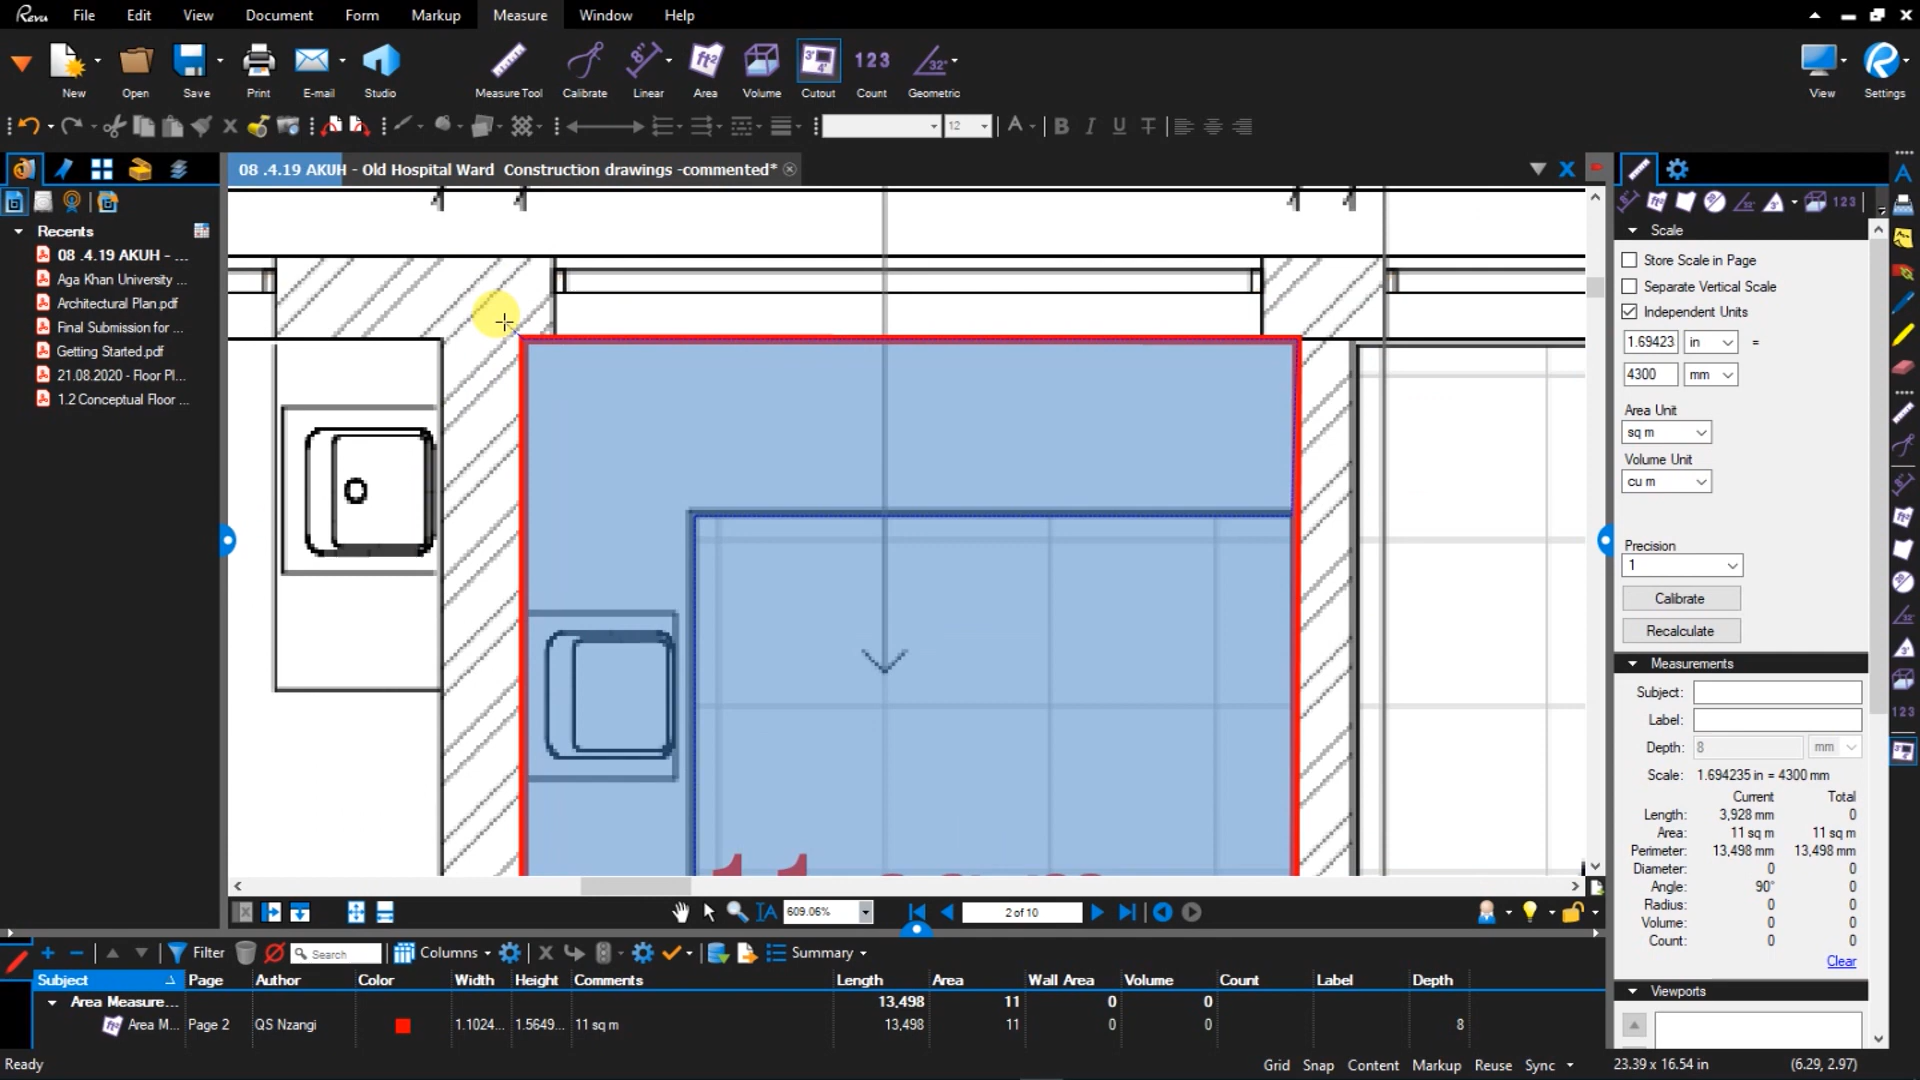 Revu File Edit View Document Form Markup Measure Window Help
New Open Save Print E-mail Studio Measure Tool Calibrate Linear Area Volume Cutout Count Geometric View Settings
12
08 .4.19 AKUH - Old Hospital Ward Construction drawings -commented*
Recents
08 .4.19 AKUH - ...
Aga Khan University ...
Architectural Plan.pdf
Final Submission for ...
Getting Started.pdf
21.08.2020 - Floor Pl...
1.2 Conceptual Floor ...
Scale
Store Scale in Page
Separate Vertical Scale
Independent Units
1.69423 in =
4300 mm
Area Unit
sq m
Volume Unit
cu m
Precision
1
Calibrate
Recalculate
Measurements
Subject:
Label:
Depth: 8 mm
Scale: 1.694235 in = 4300 mm
Current Total
Length: 3,928 mm 0
Area: 11 sq m 11 sq m
Perimeter: 13,498 mm 13,498 mm
Diameter: 0 0
Angle: 90° 0
Radius: 0 0
Volume: 0 0
Count: 0 0
Clear
Viewports
609.06% 2 of 10
Filter Search Columns Summary
Subject Page Author Color Width Height Comments Length Area Wall Area Volume Count Label Depth
Area Measure... 13,498 11 0 0
Area M... Page 2 QS Nzangi 1.1024... 1.5649... 11 sq m 13,498 11 0 0 8
Ready Grid Snap Content Markup Reuse Sync 23.39 x 16.54 in (6.29, 2.97)